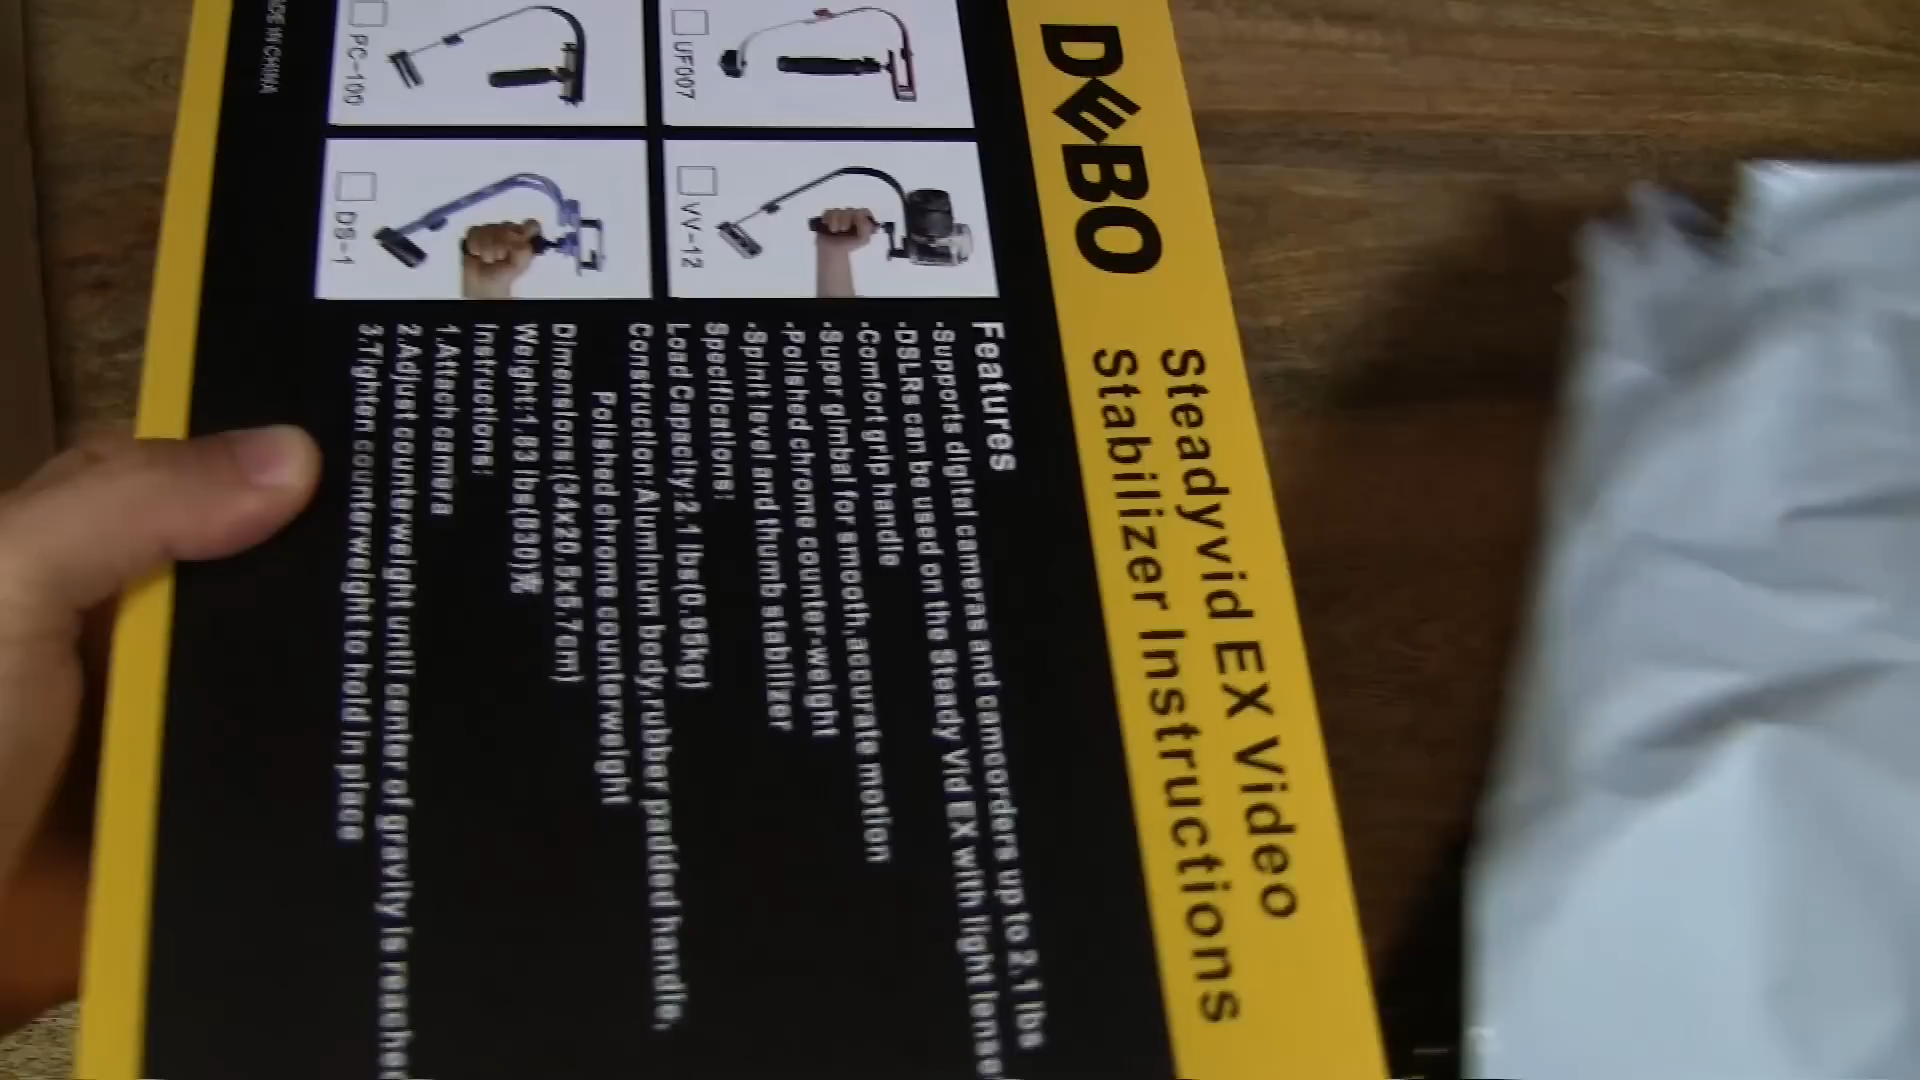 DEBO
Steadyvid EX Video
Stabilizer Instructions
UF007
VV-12
PC-100
DS-1
Features
-Supports digital cameras and camcorders up to 2.1 lbs
-DSLRs can be used on the Steady Vid EX with light lense
-Comfort grip handle
-Super gimbal for smooth,accurate motion
-Polished chrome counter-weight
-Spinit level and thumb stabilizer
Specifications:
Load Capacity:2.1 lbs(0.95kg)
Construction:Aluminum body,rubber padded handle,
Polished chrome counterweight
Dimensions:(34x20.5x5.7cm)
Weight:1.83 lbs(830)克
Instructions:
1.Attach camera
2.Adjust counterweight until center of gravity is reached
3.Tighten counterweight to hold in place
DE IN CHINA